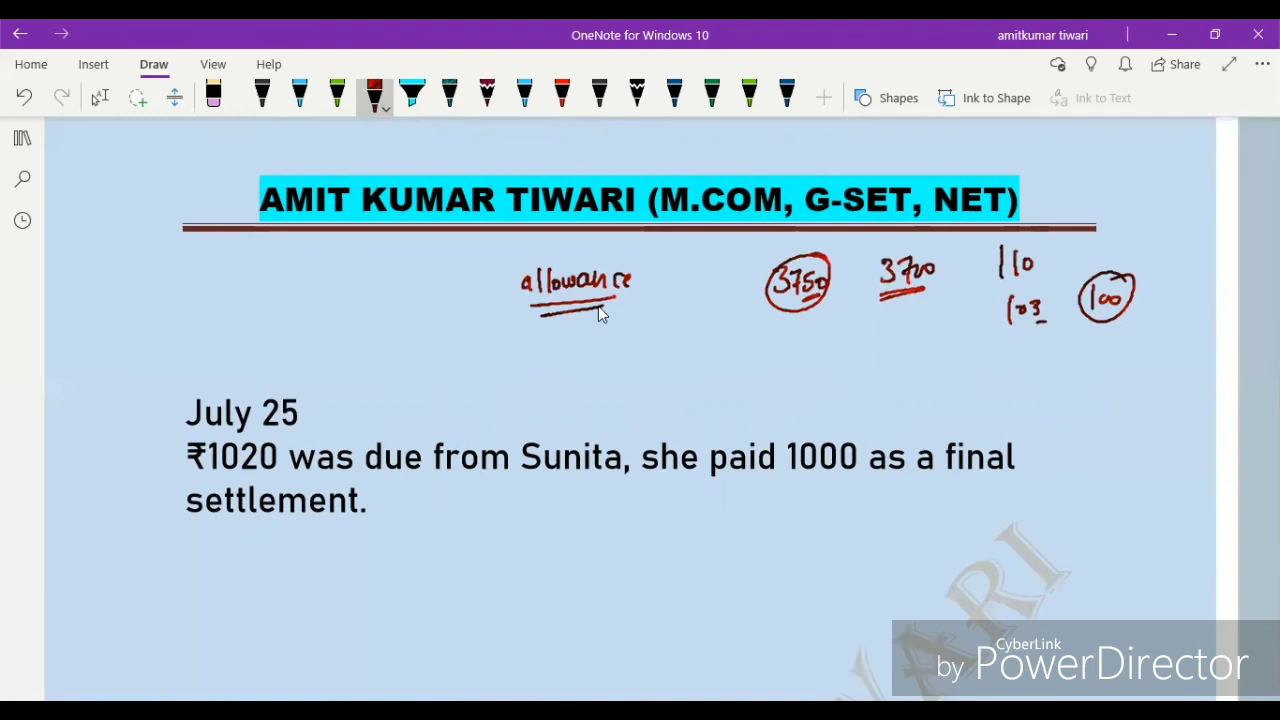 OneNote for Windows 10
amitkumar tiwari
Home Insert Draw View Help
Share
Shapes Ink to Shape Ink to Text
AMIT KUMAR TIWARI (M.COM, G-SET, NET)
allowance 3750 3700 110
103 100
July 25
₹1020 was due from Sunita, she paid 1000 as a final
settlement.
WARI
CyberLink
by PowerDirector